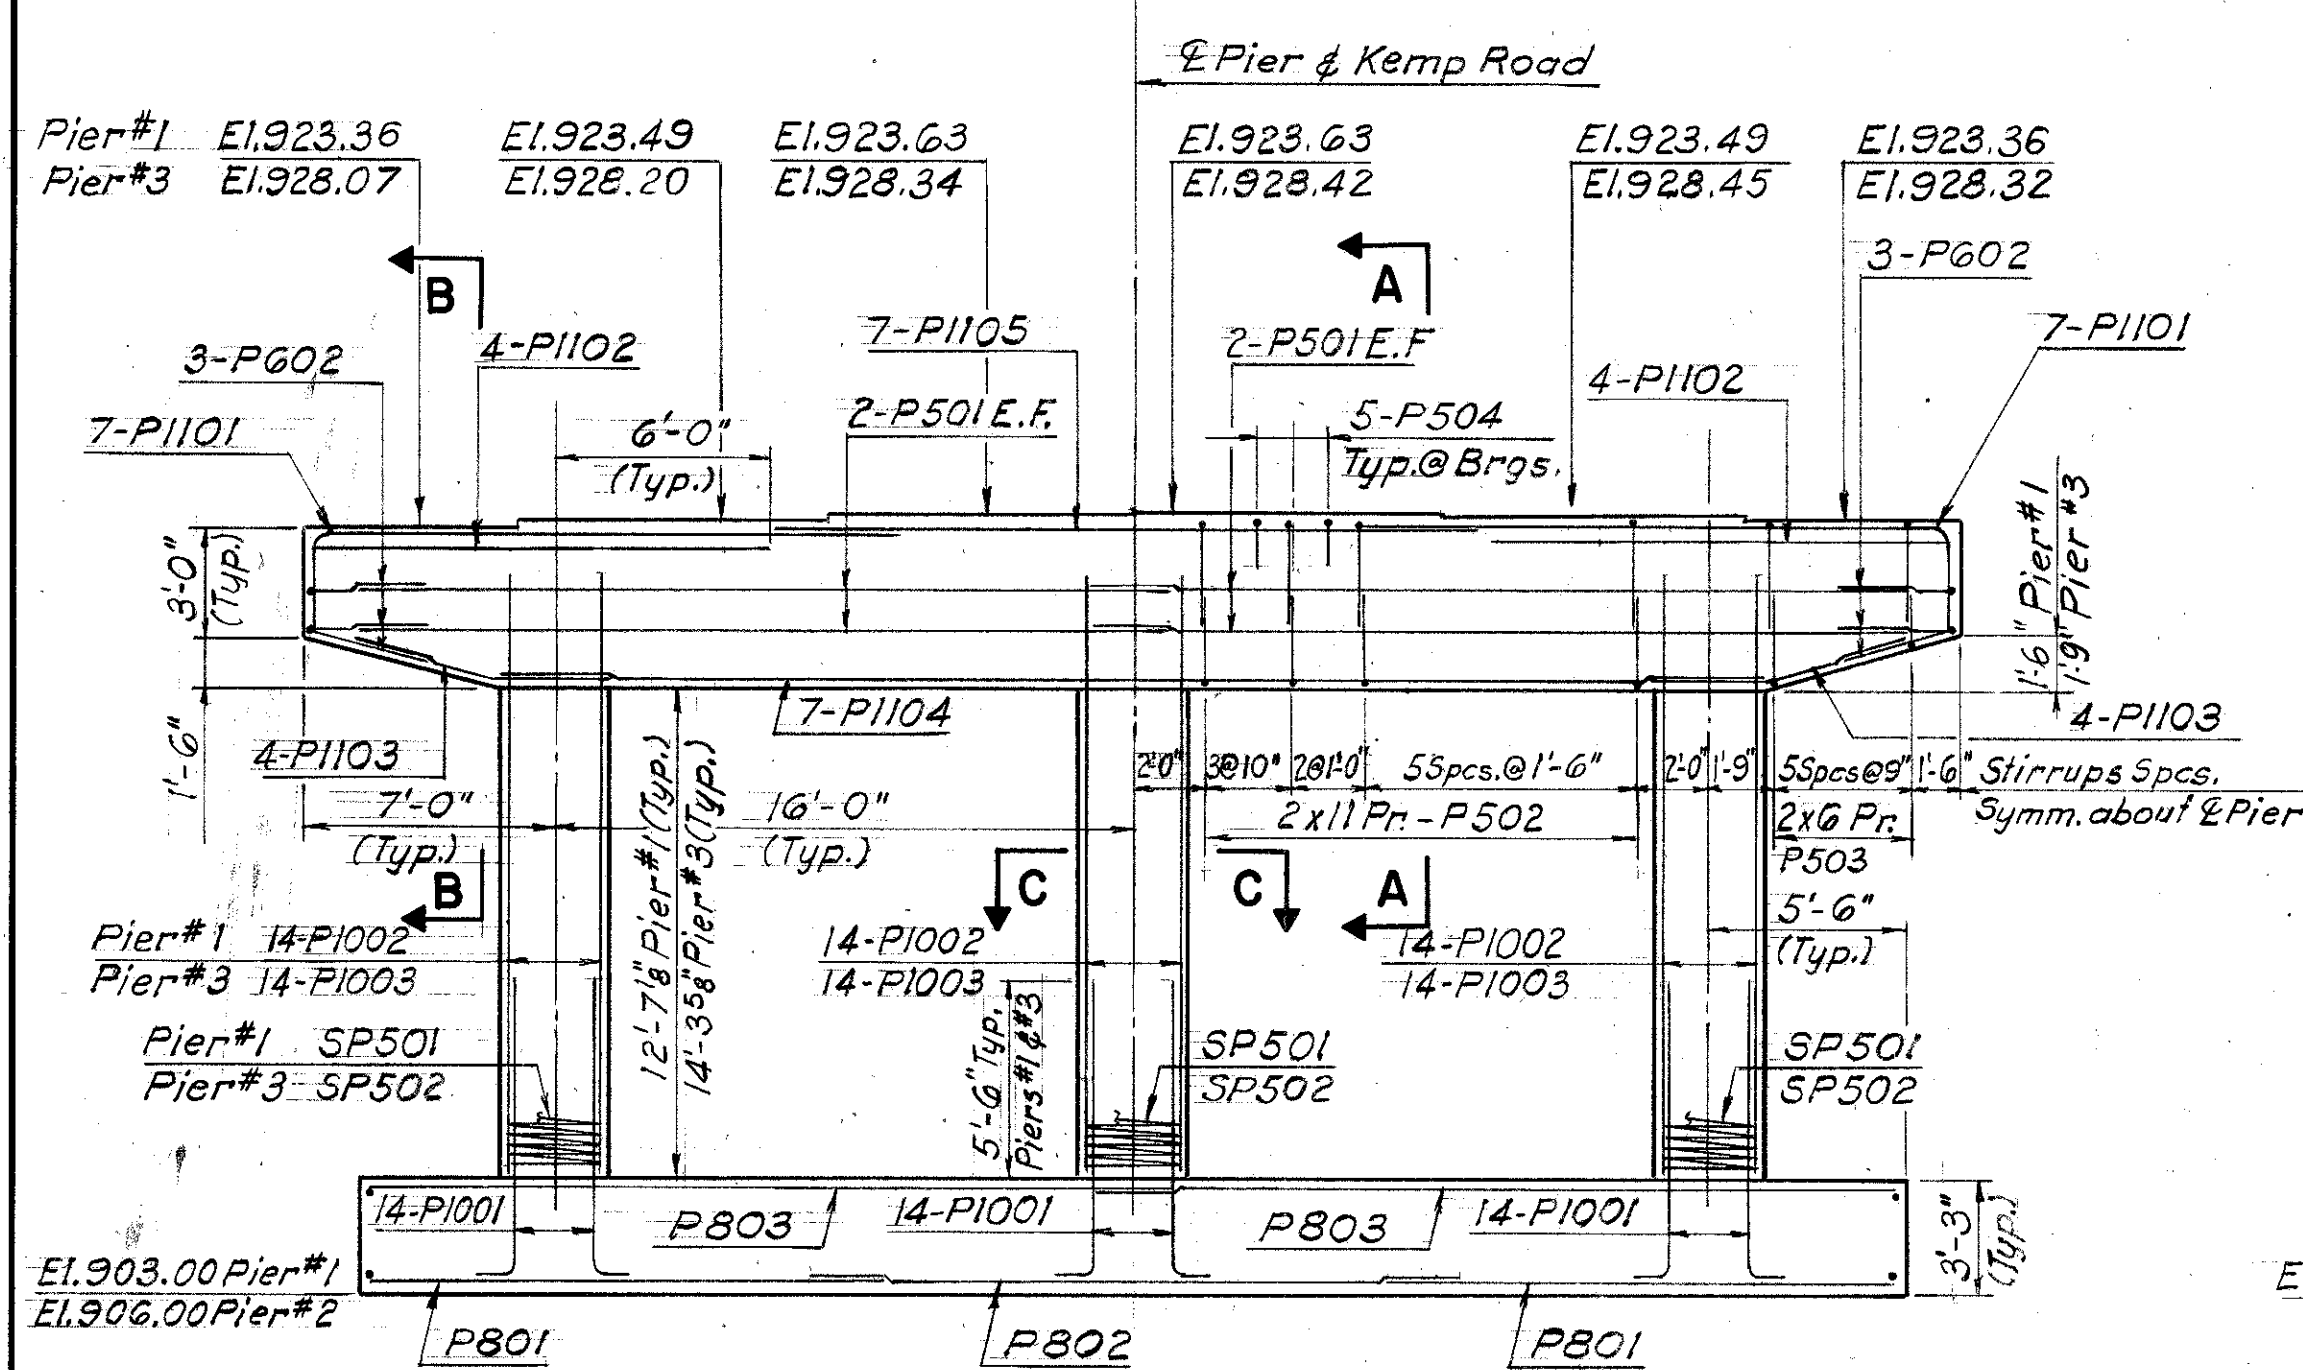 ℄ Pier & Kemp Road
Pier #1 El.923.36 El.923.49 El.923.63 El.923.63 El.923.49 El.923.36
Pier #3 El.928.07 El.928.20 El.928.34 El.928.42 El.928.45 El.928.32
B
A
3-P602
3-P602
4-P1102
7-P1105
2-P501 E.F
7-P1101
7-P1101
6'-0"
(Typ.)
2-P501 E.F.
5-P504
Typ. @ Brgs.
4-P1102
3'-0"
(Typ.)
1'-6" Pier #1
1'-9" Pier #3
1'-6"
4-P1103
7-P1104
4-P1103
7'-0"
(Typ.)
16'-0"
(Typ.)
12'-7 1/8" Pier #1 (Typ.)
14'-3 5/8" Pier #3 (Typ.)
2'-0" 3@10" 2@1'-0" 5 Spcs. @ 1'-6" 2'-0" 1'-9" 5 Spcs @ 9" 1'-6" Stirrups Spcs.
Symm. about ℄ Pier
2x11 Pr. - P502
2x6 Pr.
P503
B
C
C
A
5'-6"
(Typ.)
Pier #1 14-P1002
Pier #3 14-P1003
14-P1002
14-P1003
14-P1002
14-P1003
Pier #1 SP501
Pier #3 SP502
5'-6" Typ.
Piers #1 & #3
SP501
SP502
SP501
SP502
14-P1001
P803
14-P1001
P803
14-P1001
3'-3"
(Typ.)
El.903.00 Pier #1
El.906.00 Pier #2
E
P801
P802
P801